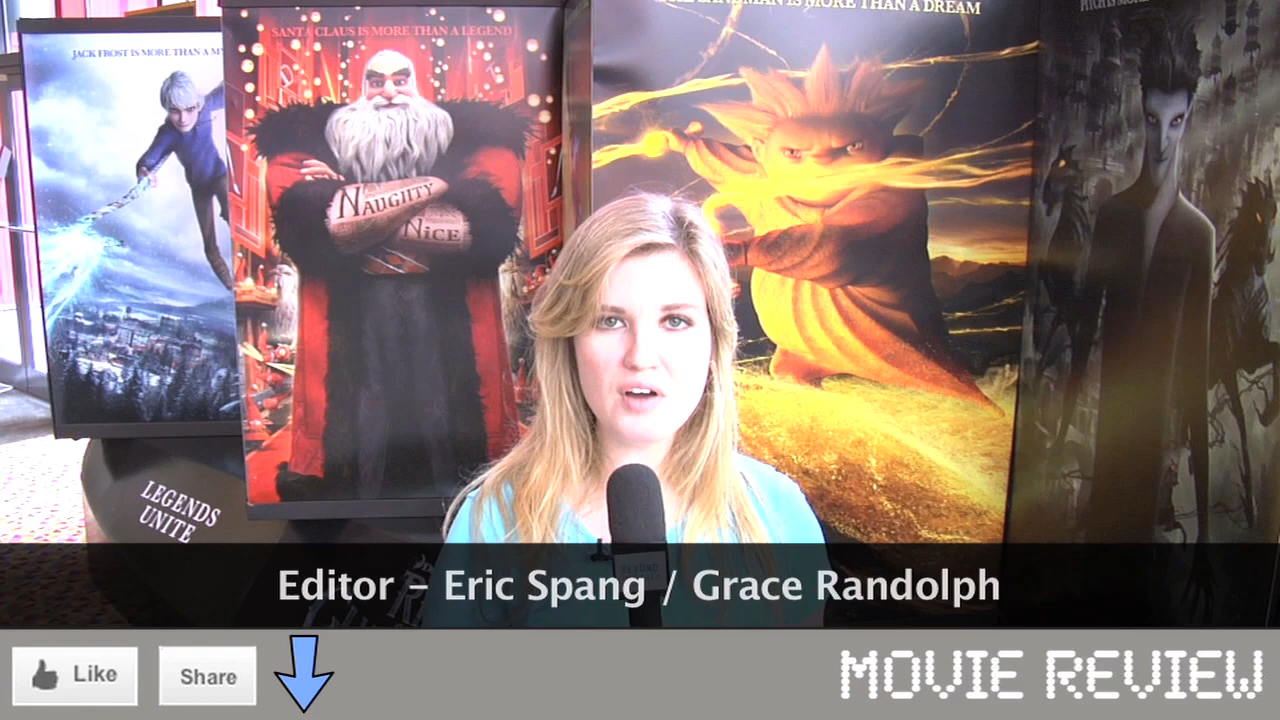 JACK FROST IS MORE THAN A MY
SANTA CLAUS IS MORE THAN A LEGEND
IS MORE THAN A DREAM
NAUGHTY
NICE
LEGENDS
UNITE
Editor - Eric Spang / Grace Randolph
Like
Share
MOVIE REVIEW